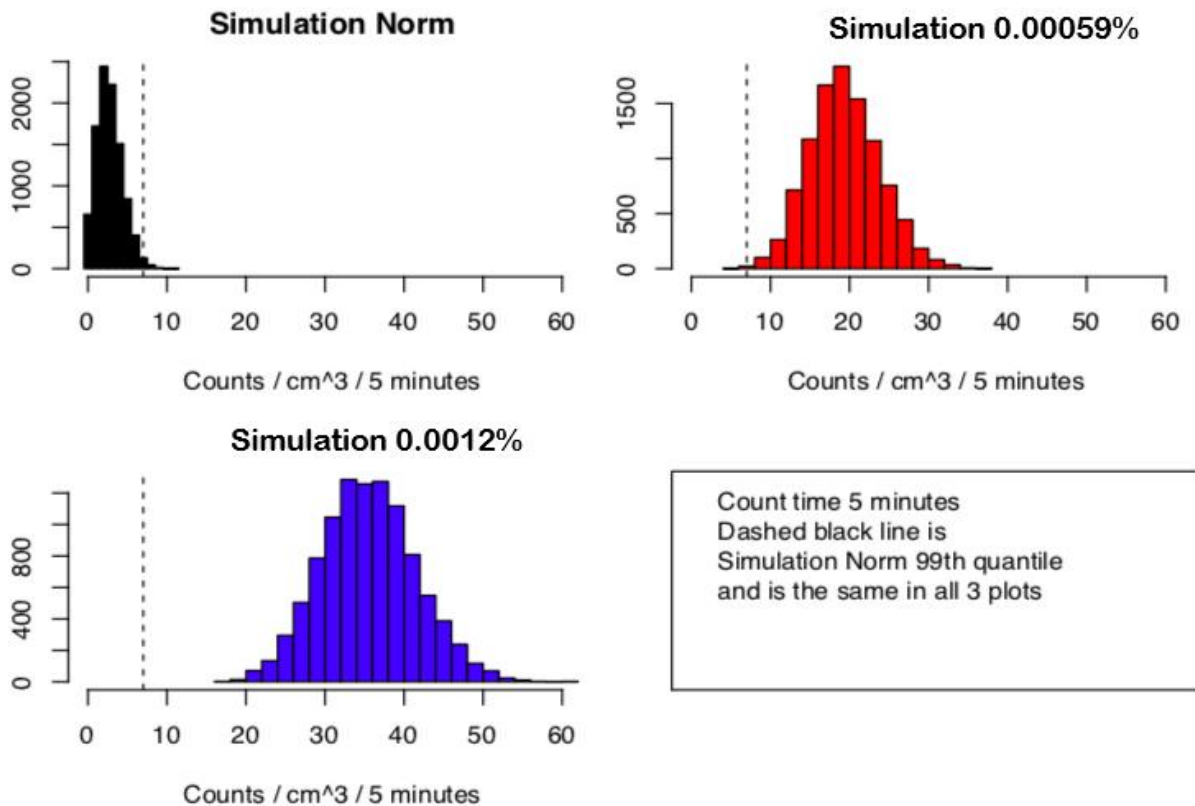 Simulation Norm
2000
1000
0
0 10 20 30 40 50 60
Counts / cm^3 / 5 minutes
Simulation 0.00059%
1500
500
0
0 10 20 30 40 50 60
Counts / cm^3 / 5 minutes
Simulation 0.0012%
800
400
0
0 10 20 30 40 50 60
Counts / cm^3 / 5 minutes
Count time 5 minutes
Dashed black line is
Simulation Norm 99th quantile
and is the same in all 3 plots